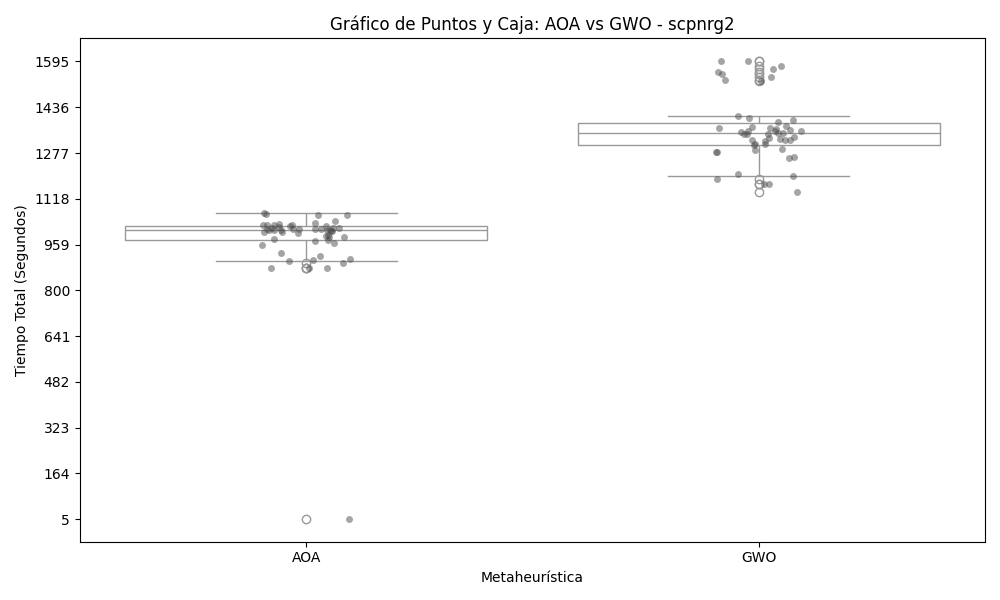 Gráfico de Puntos y Caja: AOA vs GWO - scpnrg2
Tiempo Total (Segundos)
1595
1436
1277
1118
959
800
641
482
323
164
5
AOA
GWO
Metaheurística